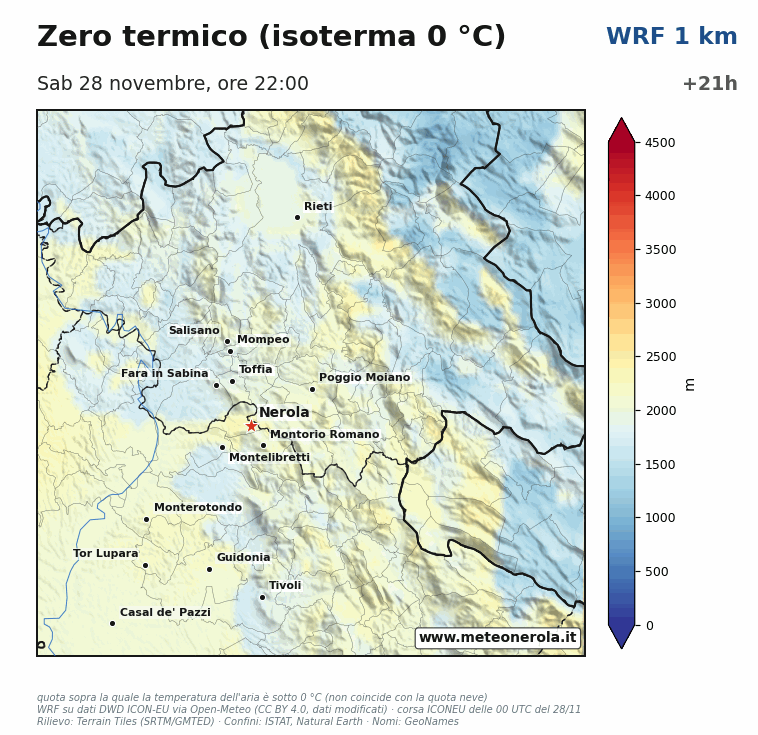 Zero termico (isoterma 0 °C)
WRF 1 km
Sab 28 novembre, ore 22:00
+21h
4500
4000
3500
3000
2500
2000
1500
1000
500
0
m
Rieti
Salisano
Mompeo
Toffia
Fara in Sabina
Poggio Moiano
Nerola
Montorio Romano
Montelibretti
Monterotondo
Tor Lupara
Guidonia
Tivoli
Casal de' Pazzi
www.meteonerola.it
quota sopra la quale la temperatura dell'aria è sotto 0 °C (non coincide con la quota neve)
WRF su dati DWD ICON-EU via Open-Meteo (CC BY 4.0, dati modificati) · corsa ICONEU delle 00 UTC del 28/11
Rilievo: Terrain Tiles (SRTM/GMTED) · Confini: ISTAT, Natural Earth · Nomi: GeoNames